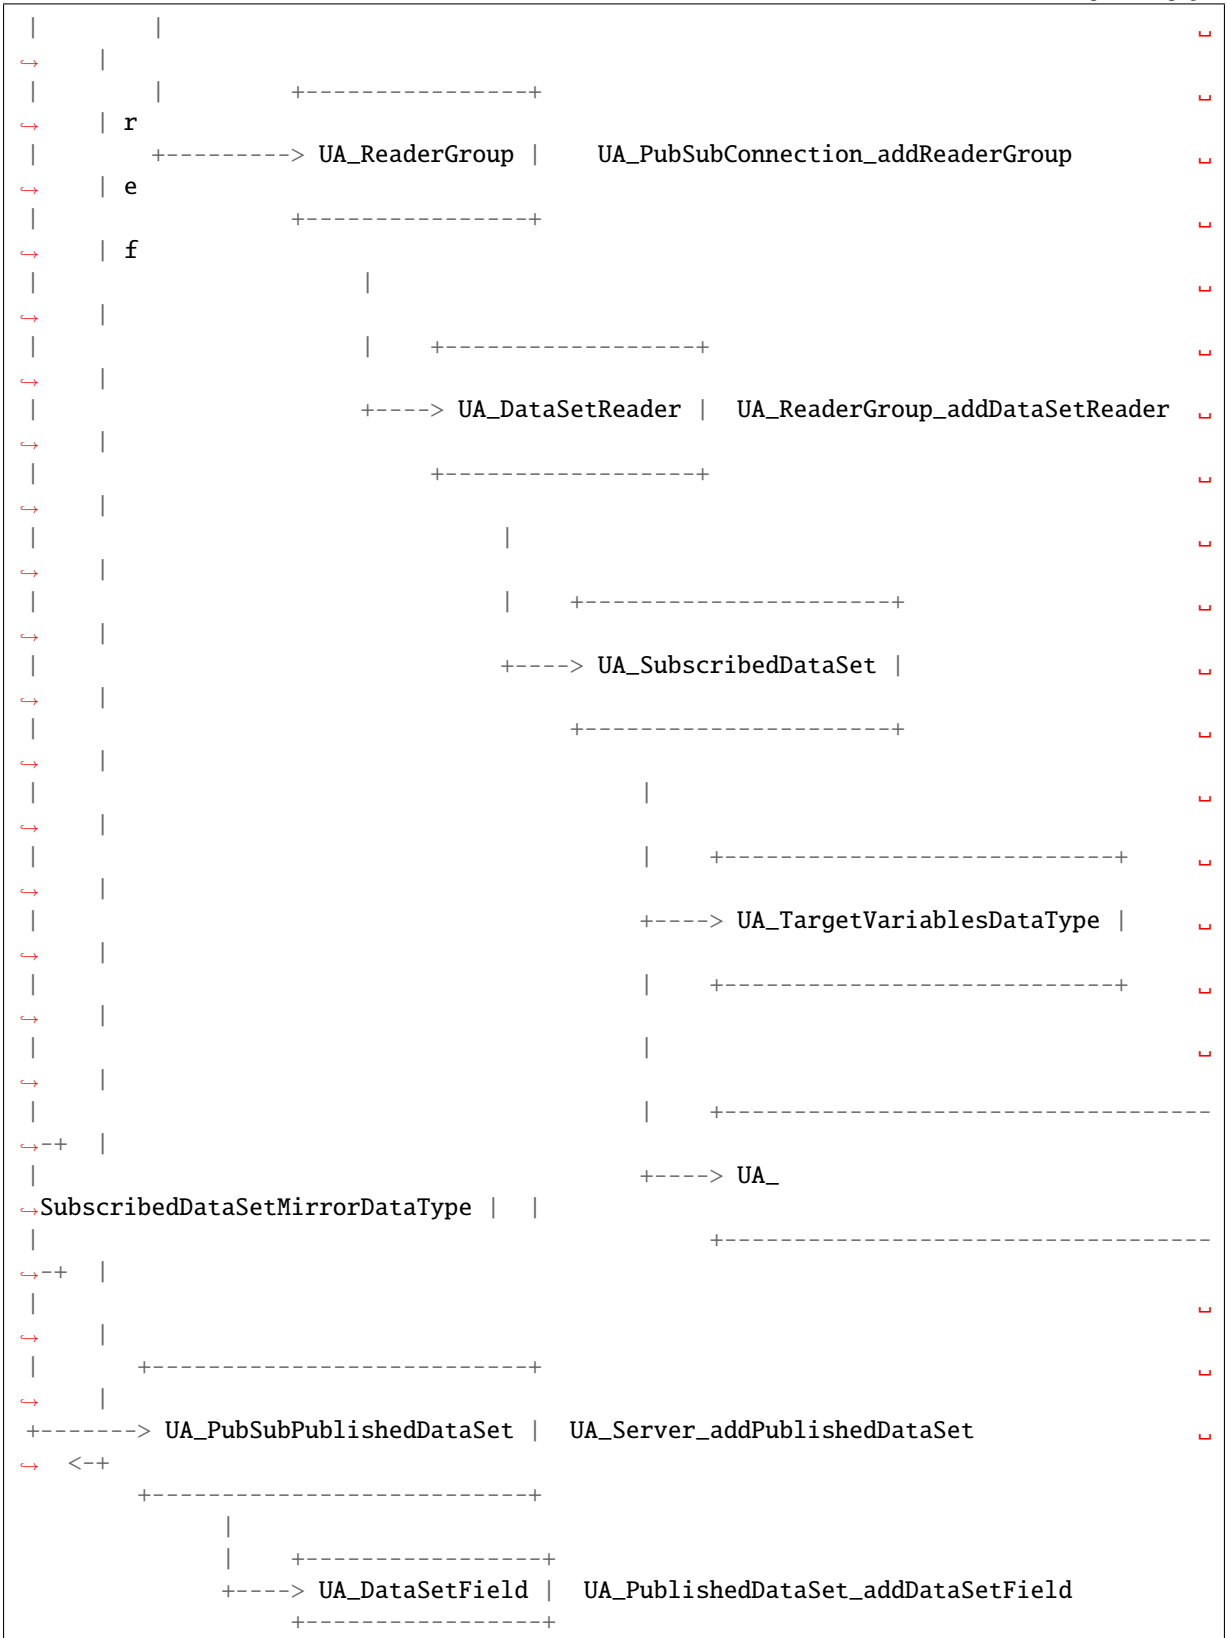 |         |                                                                          ␣
↪    |
|         |         +----------------+                                               ␣
↪    | r
|         +---------> UA_ReaderGroup |    UA_PubSubConnection_addReaderGroup         ␣
↪    | e
|                   +----------------+                                               ␣
↪    | f
|                        |                                                           ␣
↪    |
|                        |    +------------------+                                   ␣
↪    |
|                        +----> UA_DataSetReader |  UA_ReaderGroup_addDataSetReader  ␣
↪    |
|                             +------------------+                                   ␣
↪    |
|                                  |                                                 ␣
↪    |
|                                  |    +----------------------+                     ␣
↪    |
|                                  +----> UA_SubscribedDataSet |                     ␣
↪    |
|                                       +----------------------+                     ␣
↪    |
|                                            |                                       ␣
↪    |
|                                            |    +----------------------------+     ␣
↪    |
|                                            +----> UA_TargetVariablesDataType |     ␣
↪    |
|                                            |    +----------------------------+     ␣
↪    |
|                                            |                                       ␣
↪    |
|                                            |    +-----------------------------------
↪-+  |
|                                            +----> UA_
↪SubscribedDataSetMirrorDataType |  |
|                                                 +-----------------------------------
↪-+  |
|                                                                                    ␣
↪    |
|        +---------------------------+                                               ␣
↪    |
+-------> UA_PubSubPublishedDataSet |  UA_Server_addPublishedDataSet                 ␣
↪  <-+
         +---------------------------+
               |
               |    +-----------------+
               +----> UA_DataSetField |  UA_PublishedDataSet_addDataSetField
                    +-----------------+